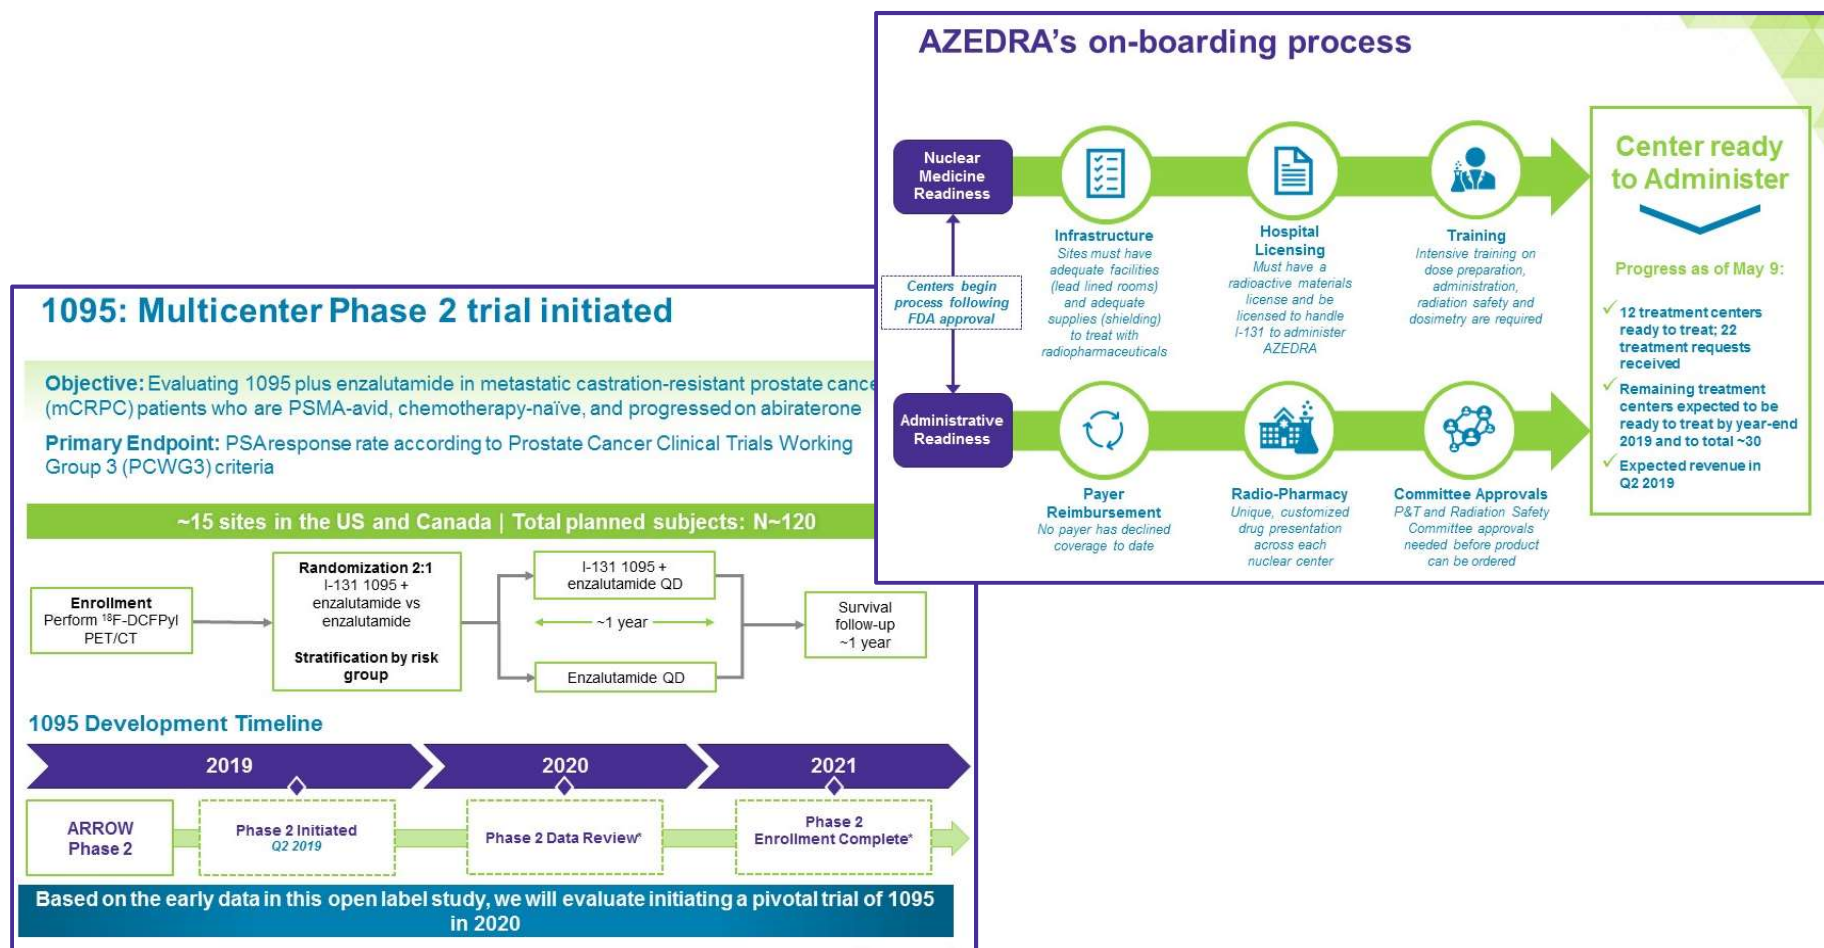 AZEDRA's on-boarding process
Nuclear
Medicine
Readiness
Centers begin
process following
FDA approval
Administrative
Readiness
Infrastructure
Sites must have
adequate facilities
(lead lined rooms)
and adequate
supplies (shielding)
to treat with
radiopharmaceuticals
Hospital
Licensing
Must have a
radioactive materials
license and be
licensed to handle
I-131 to administer
AZEDRA
Training
Intensive training on
dose preparation,
administration,
radiation safety and
dosimetry are required
Payer
Reimbursement
No payer has declined
coverage to date
Radio-Pharmacy
Unique, customized
drug presentation
across each
nuclear center
Committee Approvals
P&T and Radiation Safety
Committee approvals
needed before product
can be ordered
Center ready
to Administer
Progress as of May 9:
12 treatment centers
ready to treat; 22
treatment requests
received
Remaining treatment
centers expected to be
ready to treat by year-end
2019 and to total ~30
Expected revenue in
Q2 2019
1095: Multicenter Phase 2 trial initiated
Objective: Evaluating 1095 plus enzalutamide in metastatic castration-resistant prostate cance
(mCRPC) patients who are PSMA-avid, chemotherapy-naïve, and progressed on abiraterone
Primary Endpoint: PSA response rate according to Prostate Cancer Clinical Trials Working
Group 3 (PCWG3) criteria
~15 sites in the US and Canada | Total planned subjects: N~120
Enrollment
Perform ¹⁸F-DCFPyl
PET/CT
Randomization 2:1
I-131 1095 +
enzalutamide vs
enzalutamide
Stratification by risk
group
I-131 1095 +
enzalutamide QD
~1 year
Enzalutamide QD
Survival
follow-up
~1 year
1095 Development Timeline
2019
2020
2021
ARROW
Phase 2
Phase 2 Initiated
Q2 2019
Phase 2 Data Review*
Phase 2
Enrollment Complete*
Based on the early data in this open label study, we will evaluate initiating a pivotal trial of 1095
in 2020